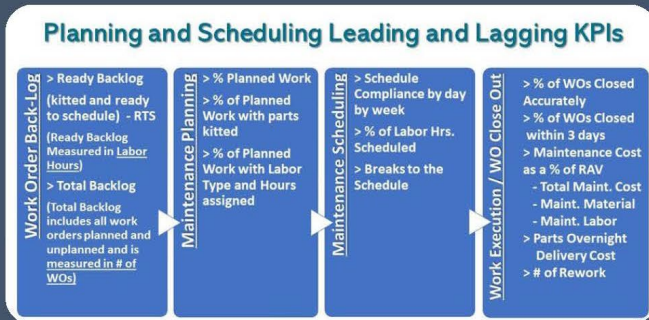 Planning and Scheduling Leading and Lagging KPIs
Work Order Back-Log
> Ready Backlog
(kitted and ready
to schedule) - RTS
(Ready Backlog
Measured in Labor
Hours)
> Total Backlog
(Total Backlog
includes all work
orders planned and
unplanned and is
measured in # of
WOs)
Maintenance Planning
> % Planned Work
> % of Planned
Work with parts
kitted
> % of Planned
Work with Labor
Type and Hours
assigned
Maintenance Scheduling
> Schedule
Compliance by day
by week
> % of Labor Hrs.
Scheduled
> Breaks to the
Schedule
Work Execution / WO Close Out
> % of WOs Closed
Accurately
> % of WOs Closed
within 3 days
> Maintenance Cost
as a % of RAV
- Total Maint. Cost
- Maint. Material
- Maint. Labor
> Parts Overnight
Delivery Cost
> # of Rework